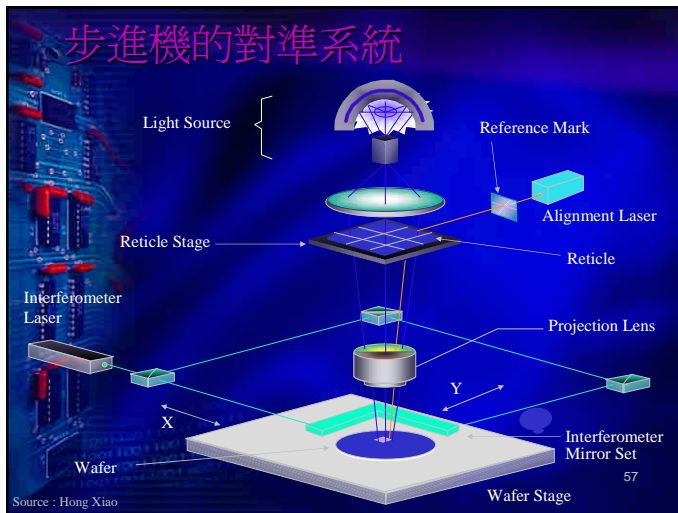 步進機的對準系統
Light Source
Reference Mark
Alignment Laser
Reticle Stage
Reticle
Interferometer
Laser
Projection Lens
Y
X
Interferometer
Mirror Set
Wafer
57
Wafer Stage
Source : Hong Xiao